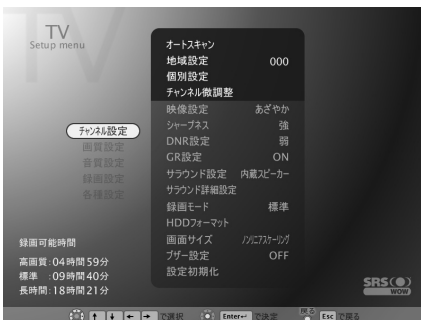 TV
Setup menu
チャンネル設定
画質設定
音質設定
録画設定
各種設定
オートスキャン
地域設定 000
個別設定
チャンネル微調整
映像設定 あざやか
シャープネス 強
DNR設定 弱
GR設定 ON
サラウンド設定 内蔵スピーカー
サラウンド詳細設定
録画モード 標準
HDDフォーマット
画面サイズ ノンリニアスケーリング
ブザー設定 OFF
設定初期化
録画可能時間
高画質:04時間59分
標準 :09時間40分
長時間:18時間21分
SRS
WOW
↑ ↓ ← → で選択 Enter↵ で決定 戻る Esc で戻る